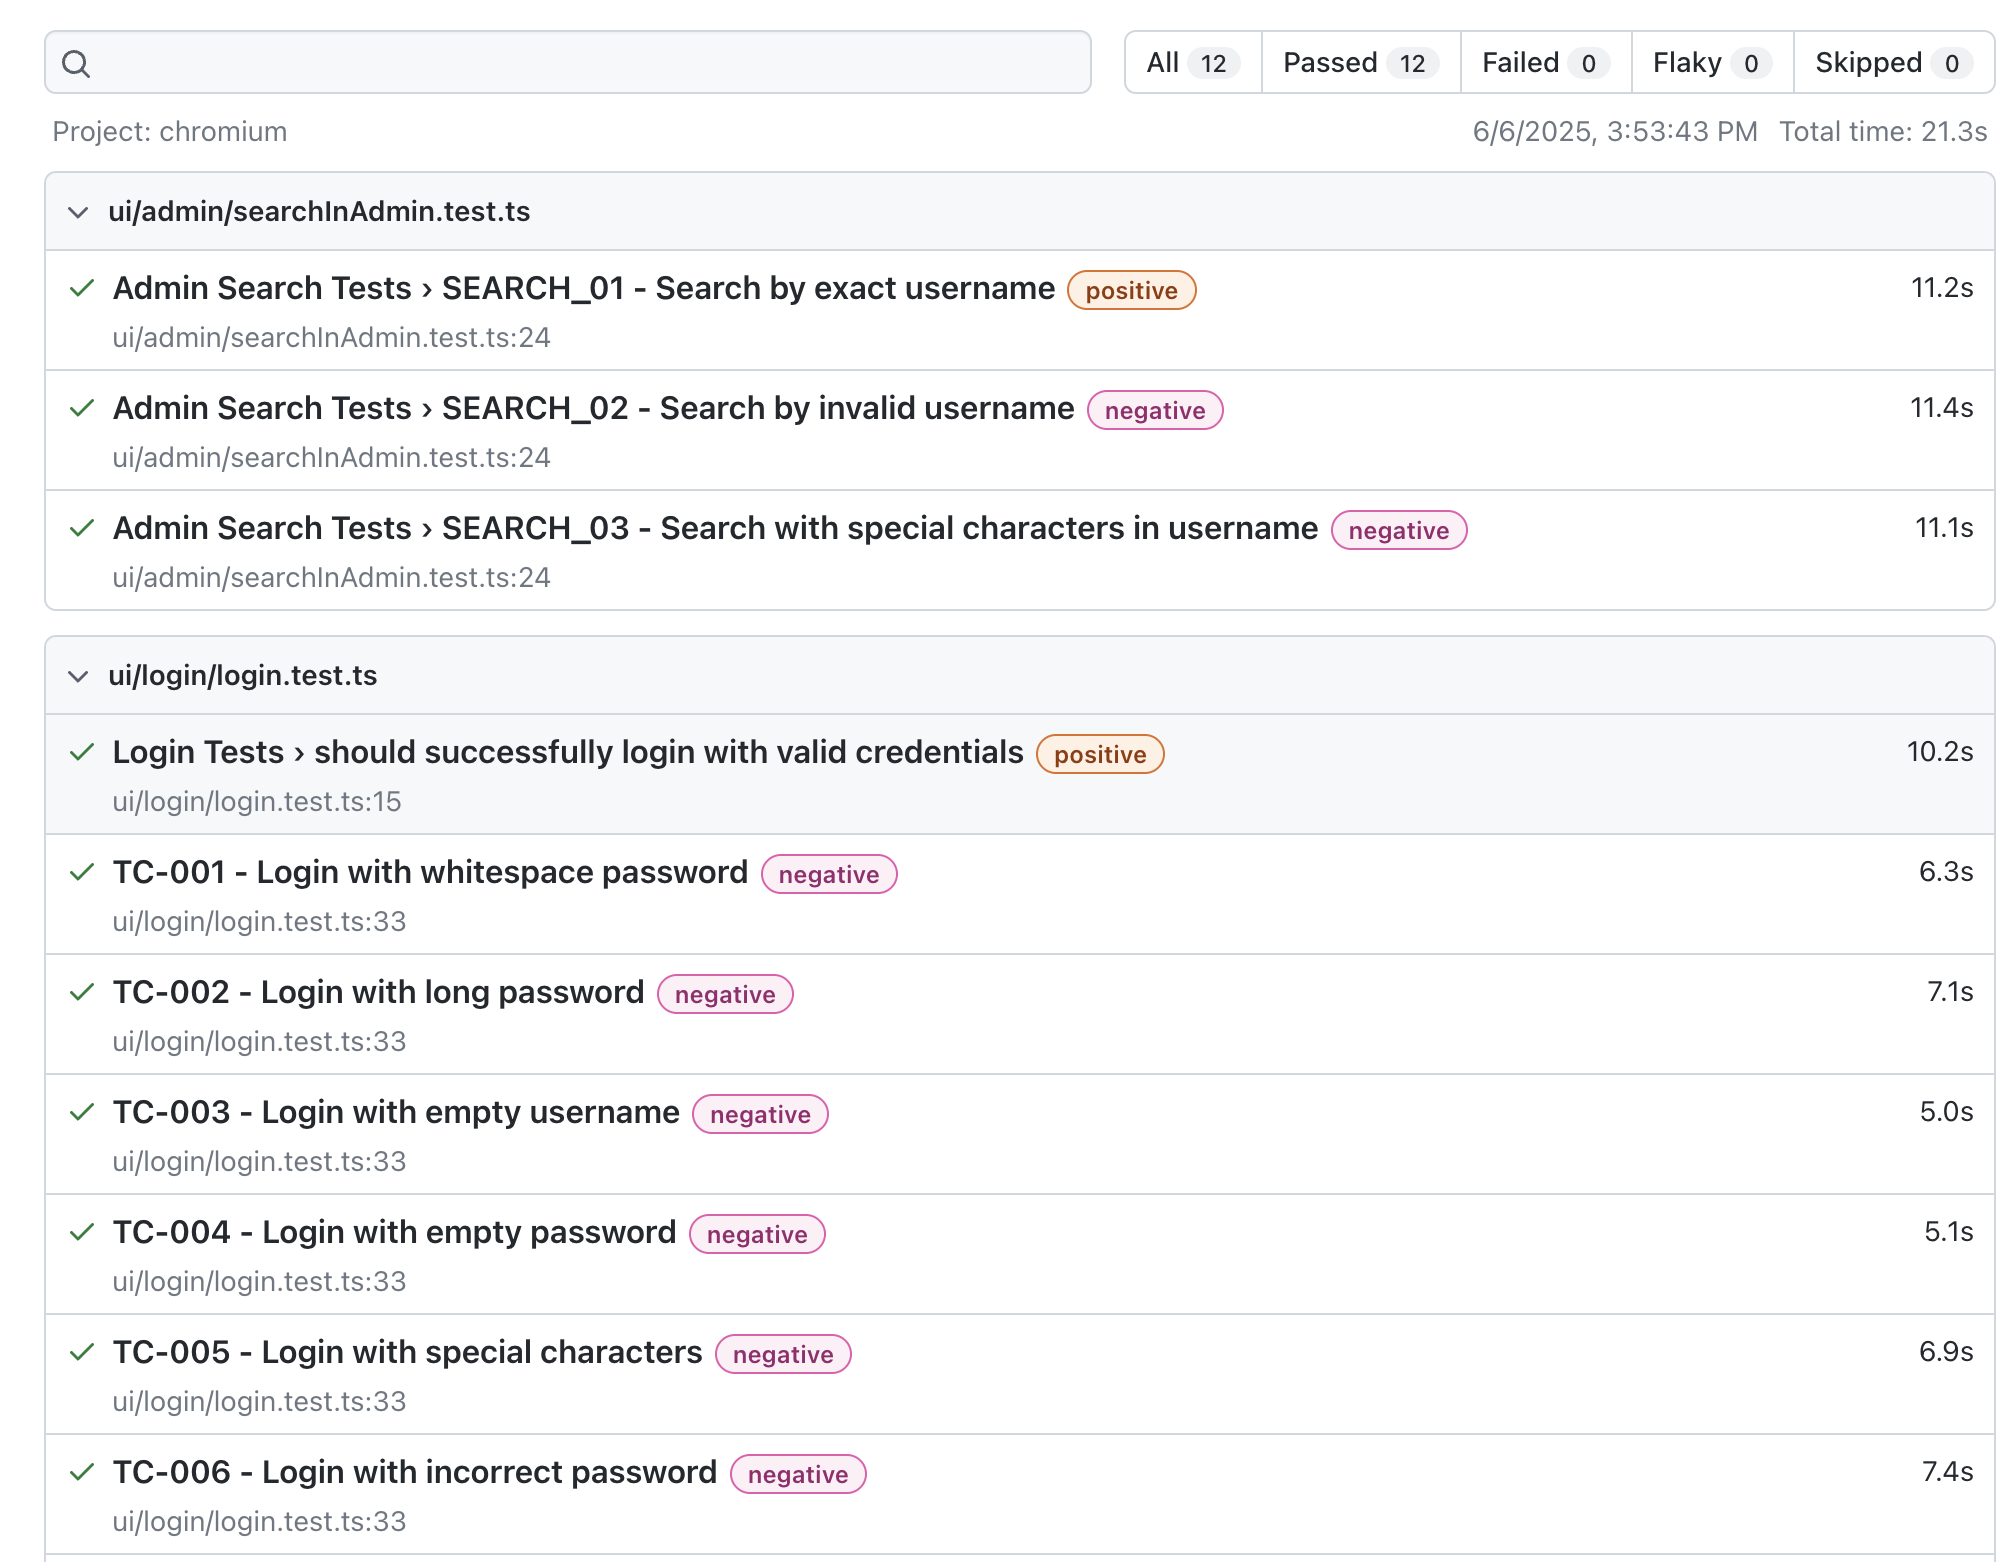 All 12 Passed 12 Failed 0 Flaky 0 Skipped 0
Project: chromium 6/6/2025, 3:53:43 PM Total time: 21.3s
ui/admin/searchInAdmin.test.ts
Admin Search Tests › SEARCH_01 - Search by exact username positive 11.2s
ui/admin/searchInAdmin.test.ts:24
Admin Search Tests › SEARCH_02 - Search by invalid username negative 11.4s
ui/admin/searchInAdmin.test.ts:24
Admin Search Tests › SEARCH_03 - Search with special characters in username negative 11.1s
ui/admin/searchInAdmin.test.ts:24
ui/login/login.test.ts
Login Tests › should successfully login with valid credentials positive 10.2s
ui/login/login.test.ts:15
TC-001 - Login with whitespace password negative 6.3s
ui/login/login.test.ts:33
TC-002 - Login with long password negative 7.1s
ui/login/login.test.ts:33
TC-003 - Login with empty username negative 5.0s
ui/login/login.test.ts:33
TC-004 - Login with empty password negative 5.1s
ui/login/login.test.ts:33
TC-005 - Login with special characters negative 6.9s
ui/login/login.test.ts:33
TC-006 - Login with incorrect password negative 7.4s
ui/login/login.test.ts:33